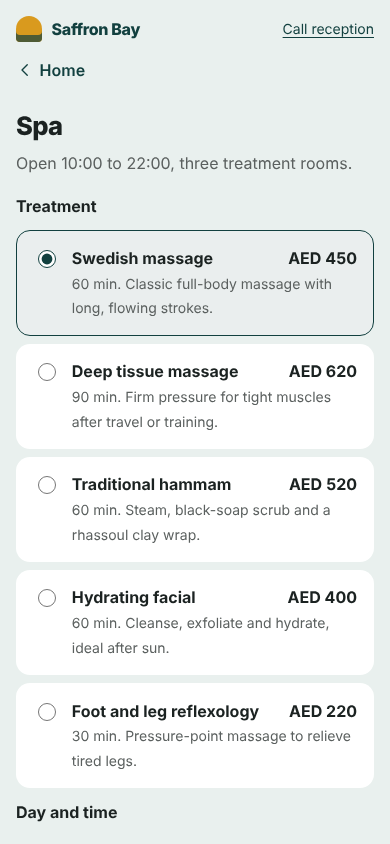 Saffron Bay
Call reception
Home
Spa
Open 10:00 to 22:00, three treatment rooms.
Treatment
Swedish massage AED 450
60 min. Classic full-body massage with
long, flowing strokes.
Deep tissue massage AED 620
90 min. Firm pressure for tight muscles
after travel or training.
Traditional hammam AED 520
60 min. Steam, black-soap scrub and a
rhassoul clay wrap.
Hydrating facial AED 400
60 min. Cleanse, exfoliate and hydrate,
ideal after sun.
Foot and leg reflexology AED 220
30 min. Pressure-point massage to relieve
tired legs.
Day and time